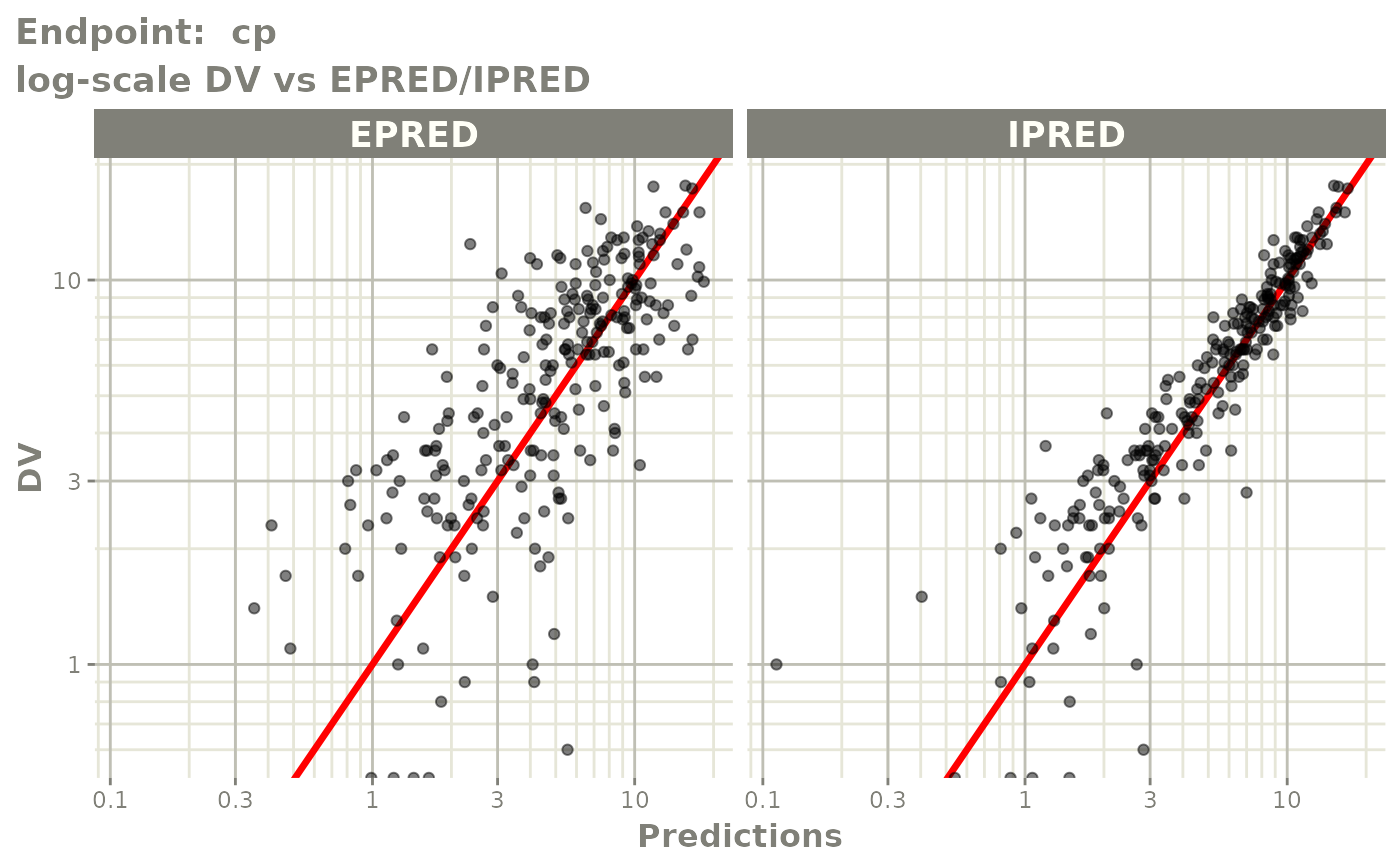 Endpoint:  cp
log-scale DV vs EPRED/IPRED
EPRED
IPRED
10
3
1
DV
0.1 0.3 1 3 10
0.1 0.3 1 3 10
Predictions